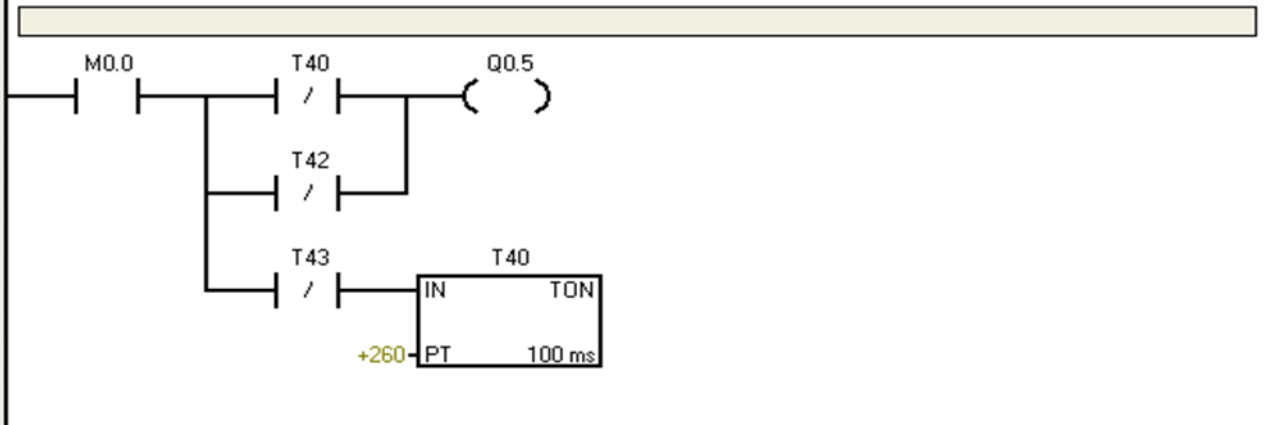 M0.0 T40 Q0.5
/
T42
/
T43 T40
/ IN TON
+260 PT 100 ms